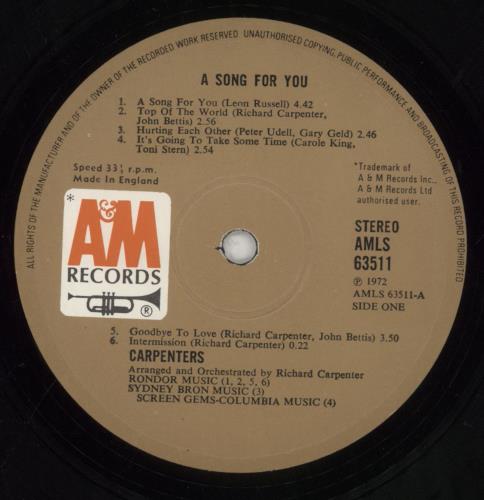 ALL RIGHTS OF THE MANUFACTURER AND OF THE OWNER OF THE RECORDED WORK RESERVED UNAUTHORISED COPYING, PUBLIC PERFORMANCE AND BROADCASTING OF THIS RECORD PROHIBITED
A SONG FOR YOU
1. A Song For You (Leon Russell) 4.42
2. Top Of The World (Richard Carpenter,
John Bettis) 2.56
3. Hurting Each Other (Peter Udell, Gary Geld) 2.46
4. It's Going To Take Some Time (Carole King,
Toni Stern) 2.54
Speed 33⅓ r.p.m.
Made in England
*
A&M
RECORDS
®
*Trademark of
A & M Records Inc.,
A & M Records Ltd
authorised user.
STEREO
AMLS
63511
℗ 1972
AMLS 63511-A
SIDE ONE
5. Goodbye To Love (Richard Carpenter, John Bettis) 3.50
6. Intermission (Richard Carpenter) 0.22
CARPENTERS
Arranged and Orchestrated by Richard Carpenter
RONDOR MUSIC (1, 2, 5, 6)
SYDNEY BRON MUSIC (3)
SCREEN GEMS-COLUMBIA MUSIC (4)